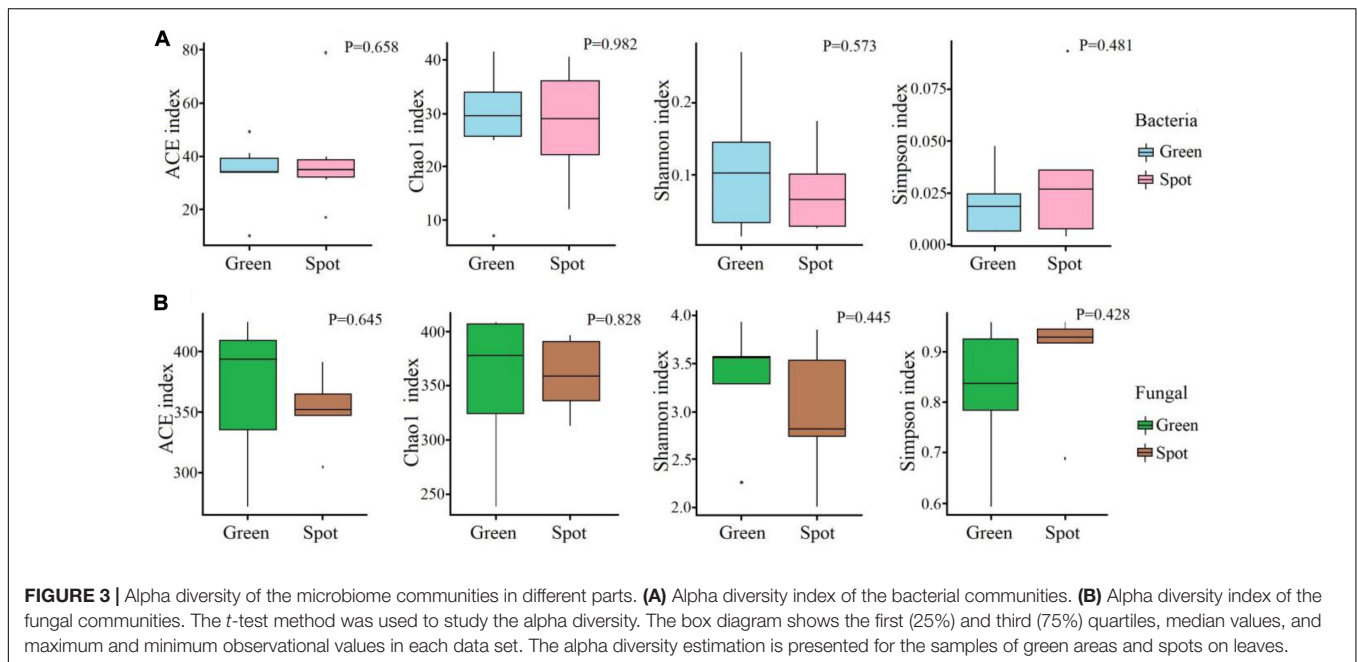 A
P=0.658
P=0.982
P=0.573
P=0.481
ACE index
80
60
40
20
Green Spot
Chao1 index
40
30
20
10
Green Spot
Shannon index
0.2
0.1
Green Spot
Simpson index
0.075
0.050
0.025
0.000
Green Spot
Bacteria
Green
Spot
B
P=0.645
P=0.828
P=0.445
P=0.428
ACE index
400
350
300
Green Spot
Chao1 index
400
350
300
250
Green Spot
Shannon index
4.0
3.5
3.0
2.5
2.0
Green Spot
Simpson index
0.9
0.8
0.7
0.6
Green Spot
Fungal
Green
Spot
FIGURE 3 | Alpha diversity of the microbiome communities in different parts. (A) Alpha diversity index of the bacterial communities. (B) Alpha diversity index of the
fungal communities. The t-test method was used to study the alpha diversity. The box diagram shows the first (25%) and third (75%) quartiles, median values, and
maximum and minimum observational values in each data set. The alpha diversity estimation is presented for the samples of green areas and spots on leaves.